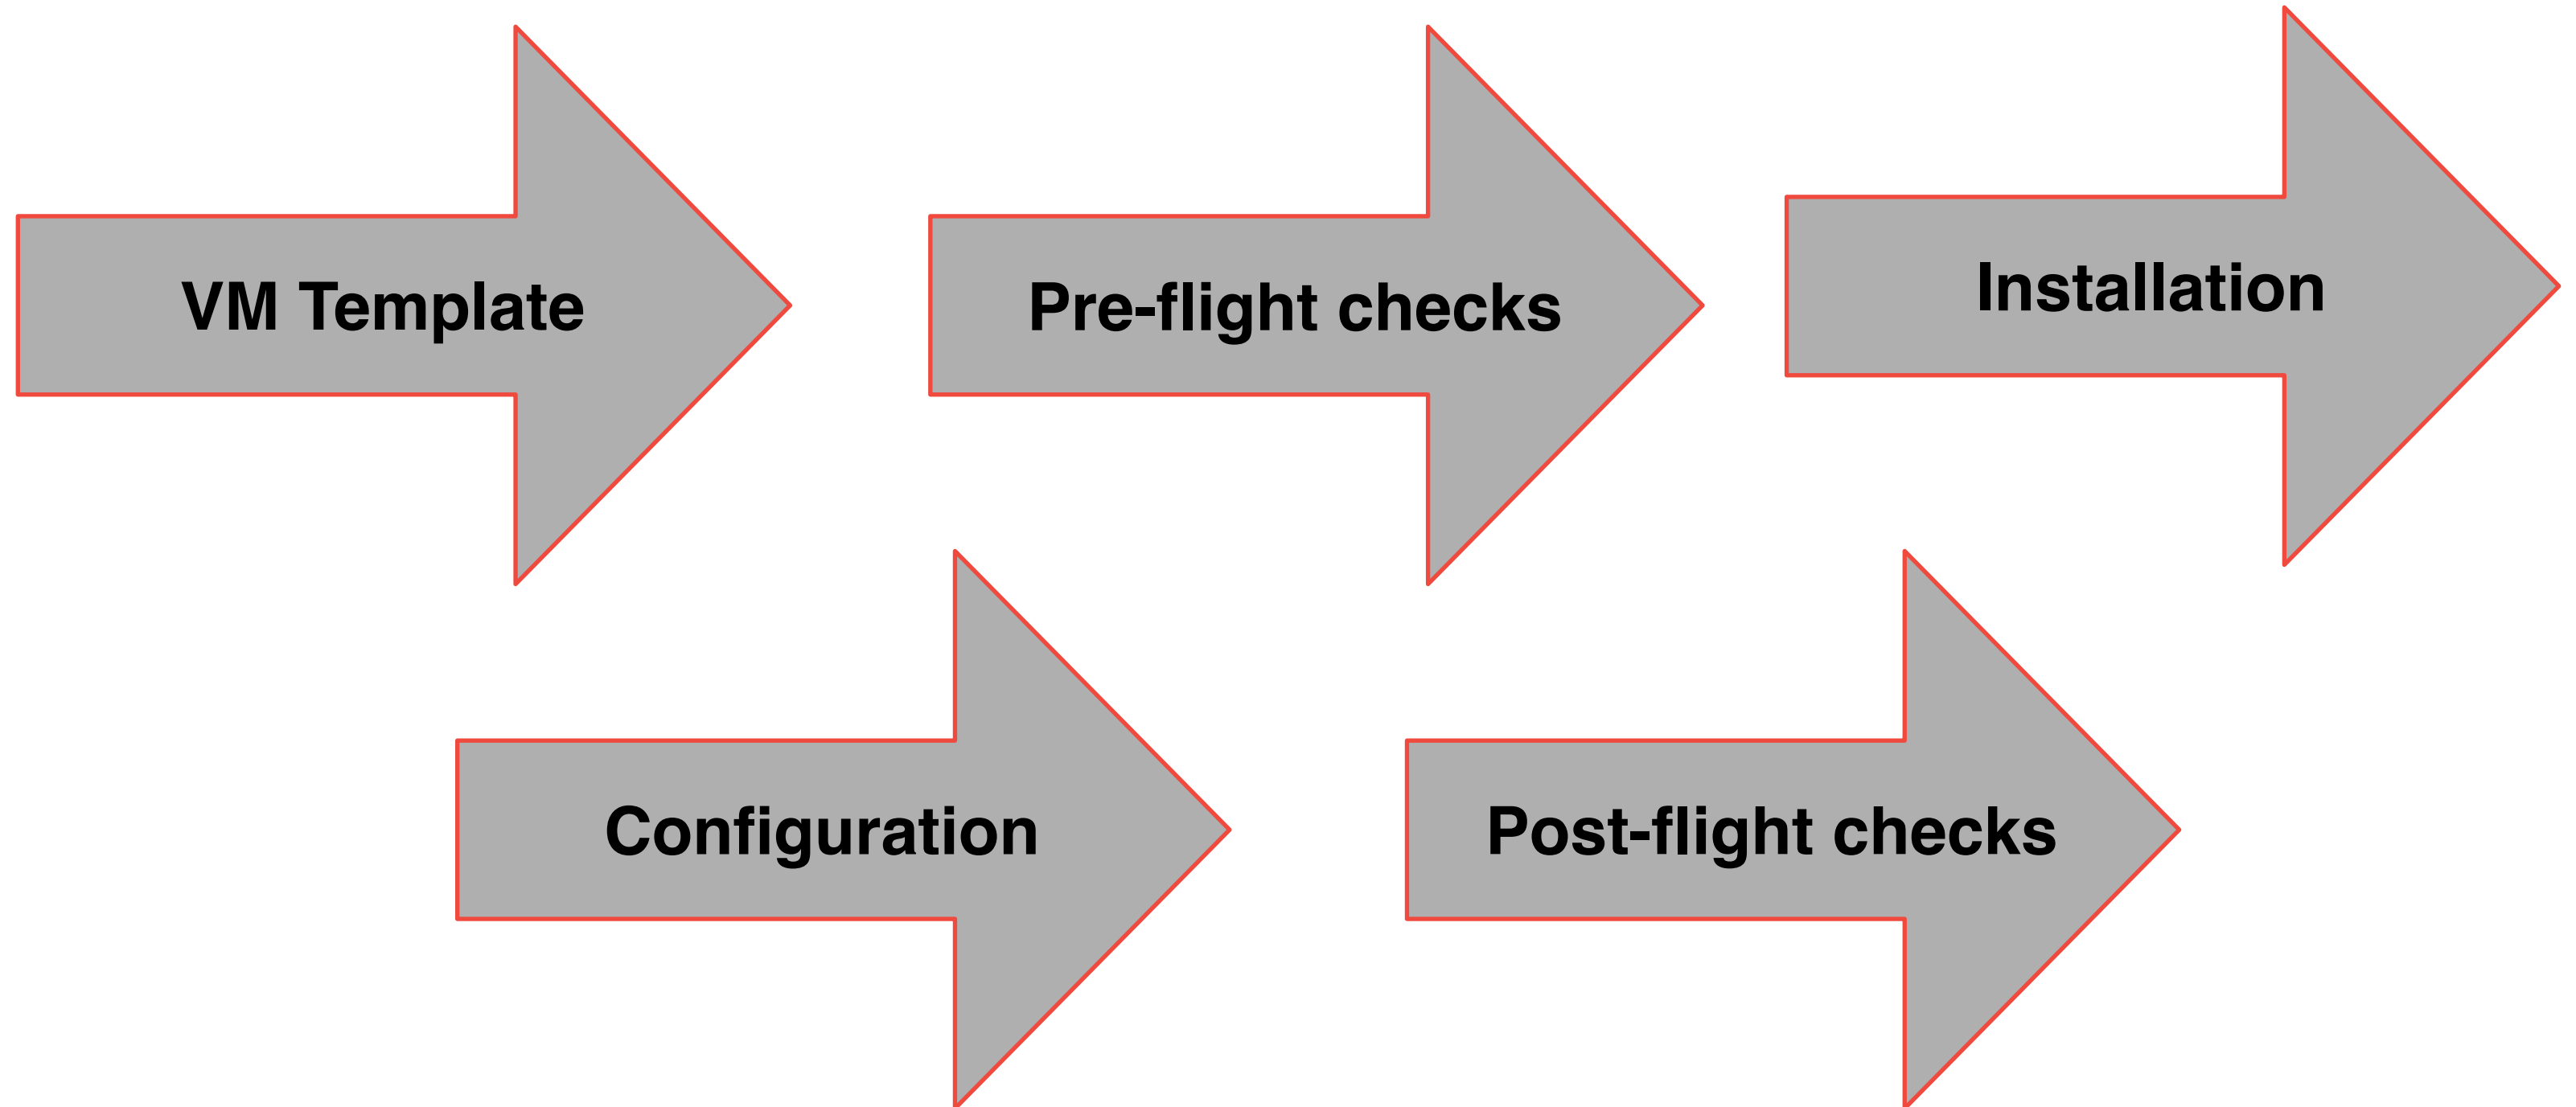 VM Template
Pre-flight checks
Installation
Configuration
Post-flight checks